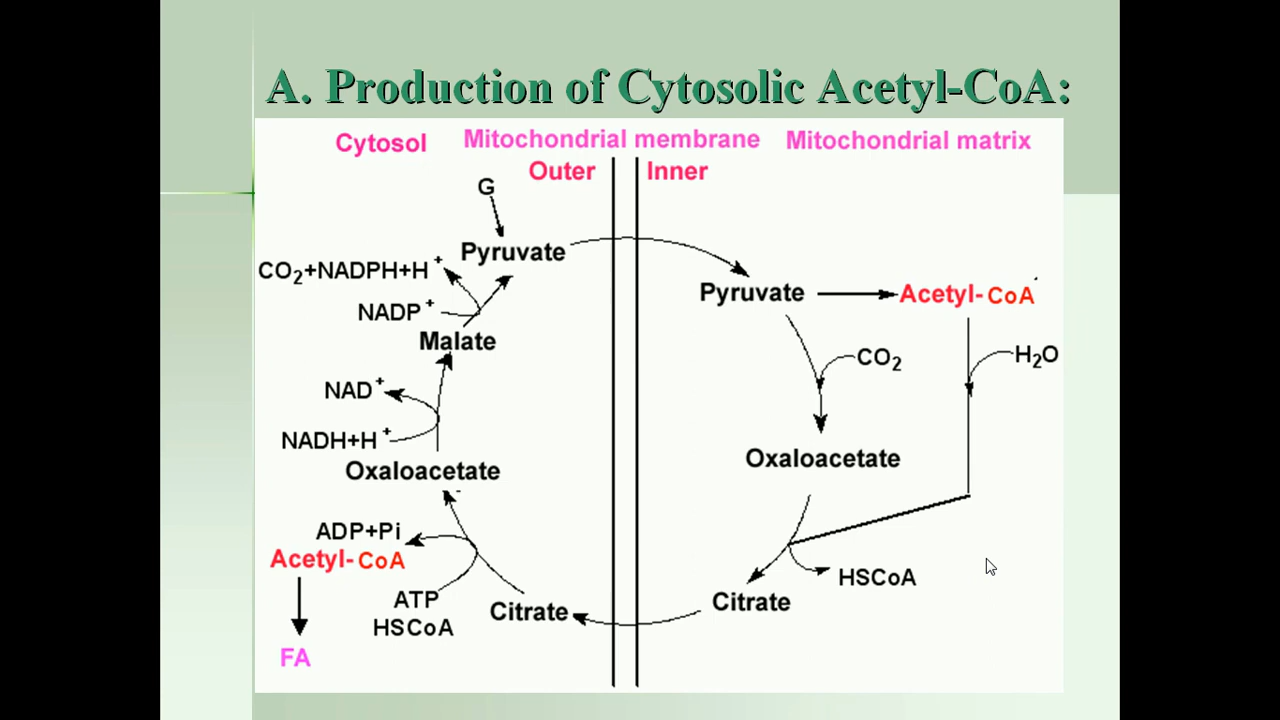 A. Production of Cytosolic Acetyl-CoA:
Cytosol
Mitochondrial membrane
Mitochondrial matrix
Outer
Inner
G
Pyruvate
CO2+NADPH+H+
NADP+
Malate
NAD+
NADH+H+
Oxaloacetate
ADP+Pi
Acetyl-CoA
ATP
HSCoA
Citrate
FA
Pyruvate
Acetyl-CoA
CO2
H2O
Oxaloacetate
HSCoA
Citrate